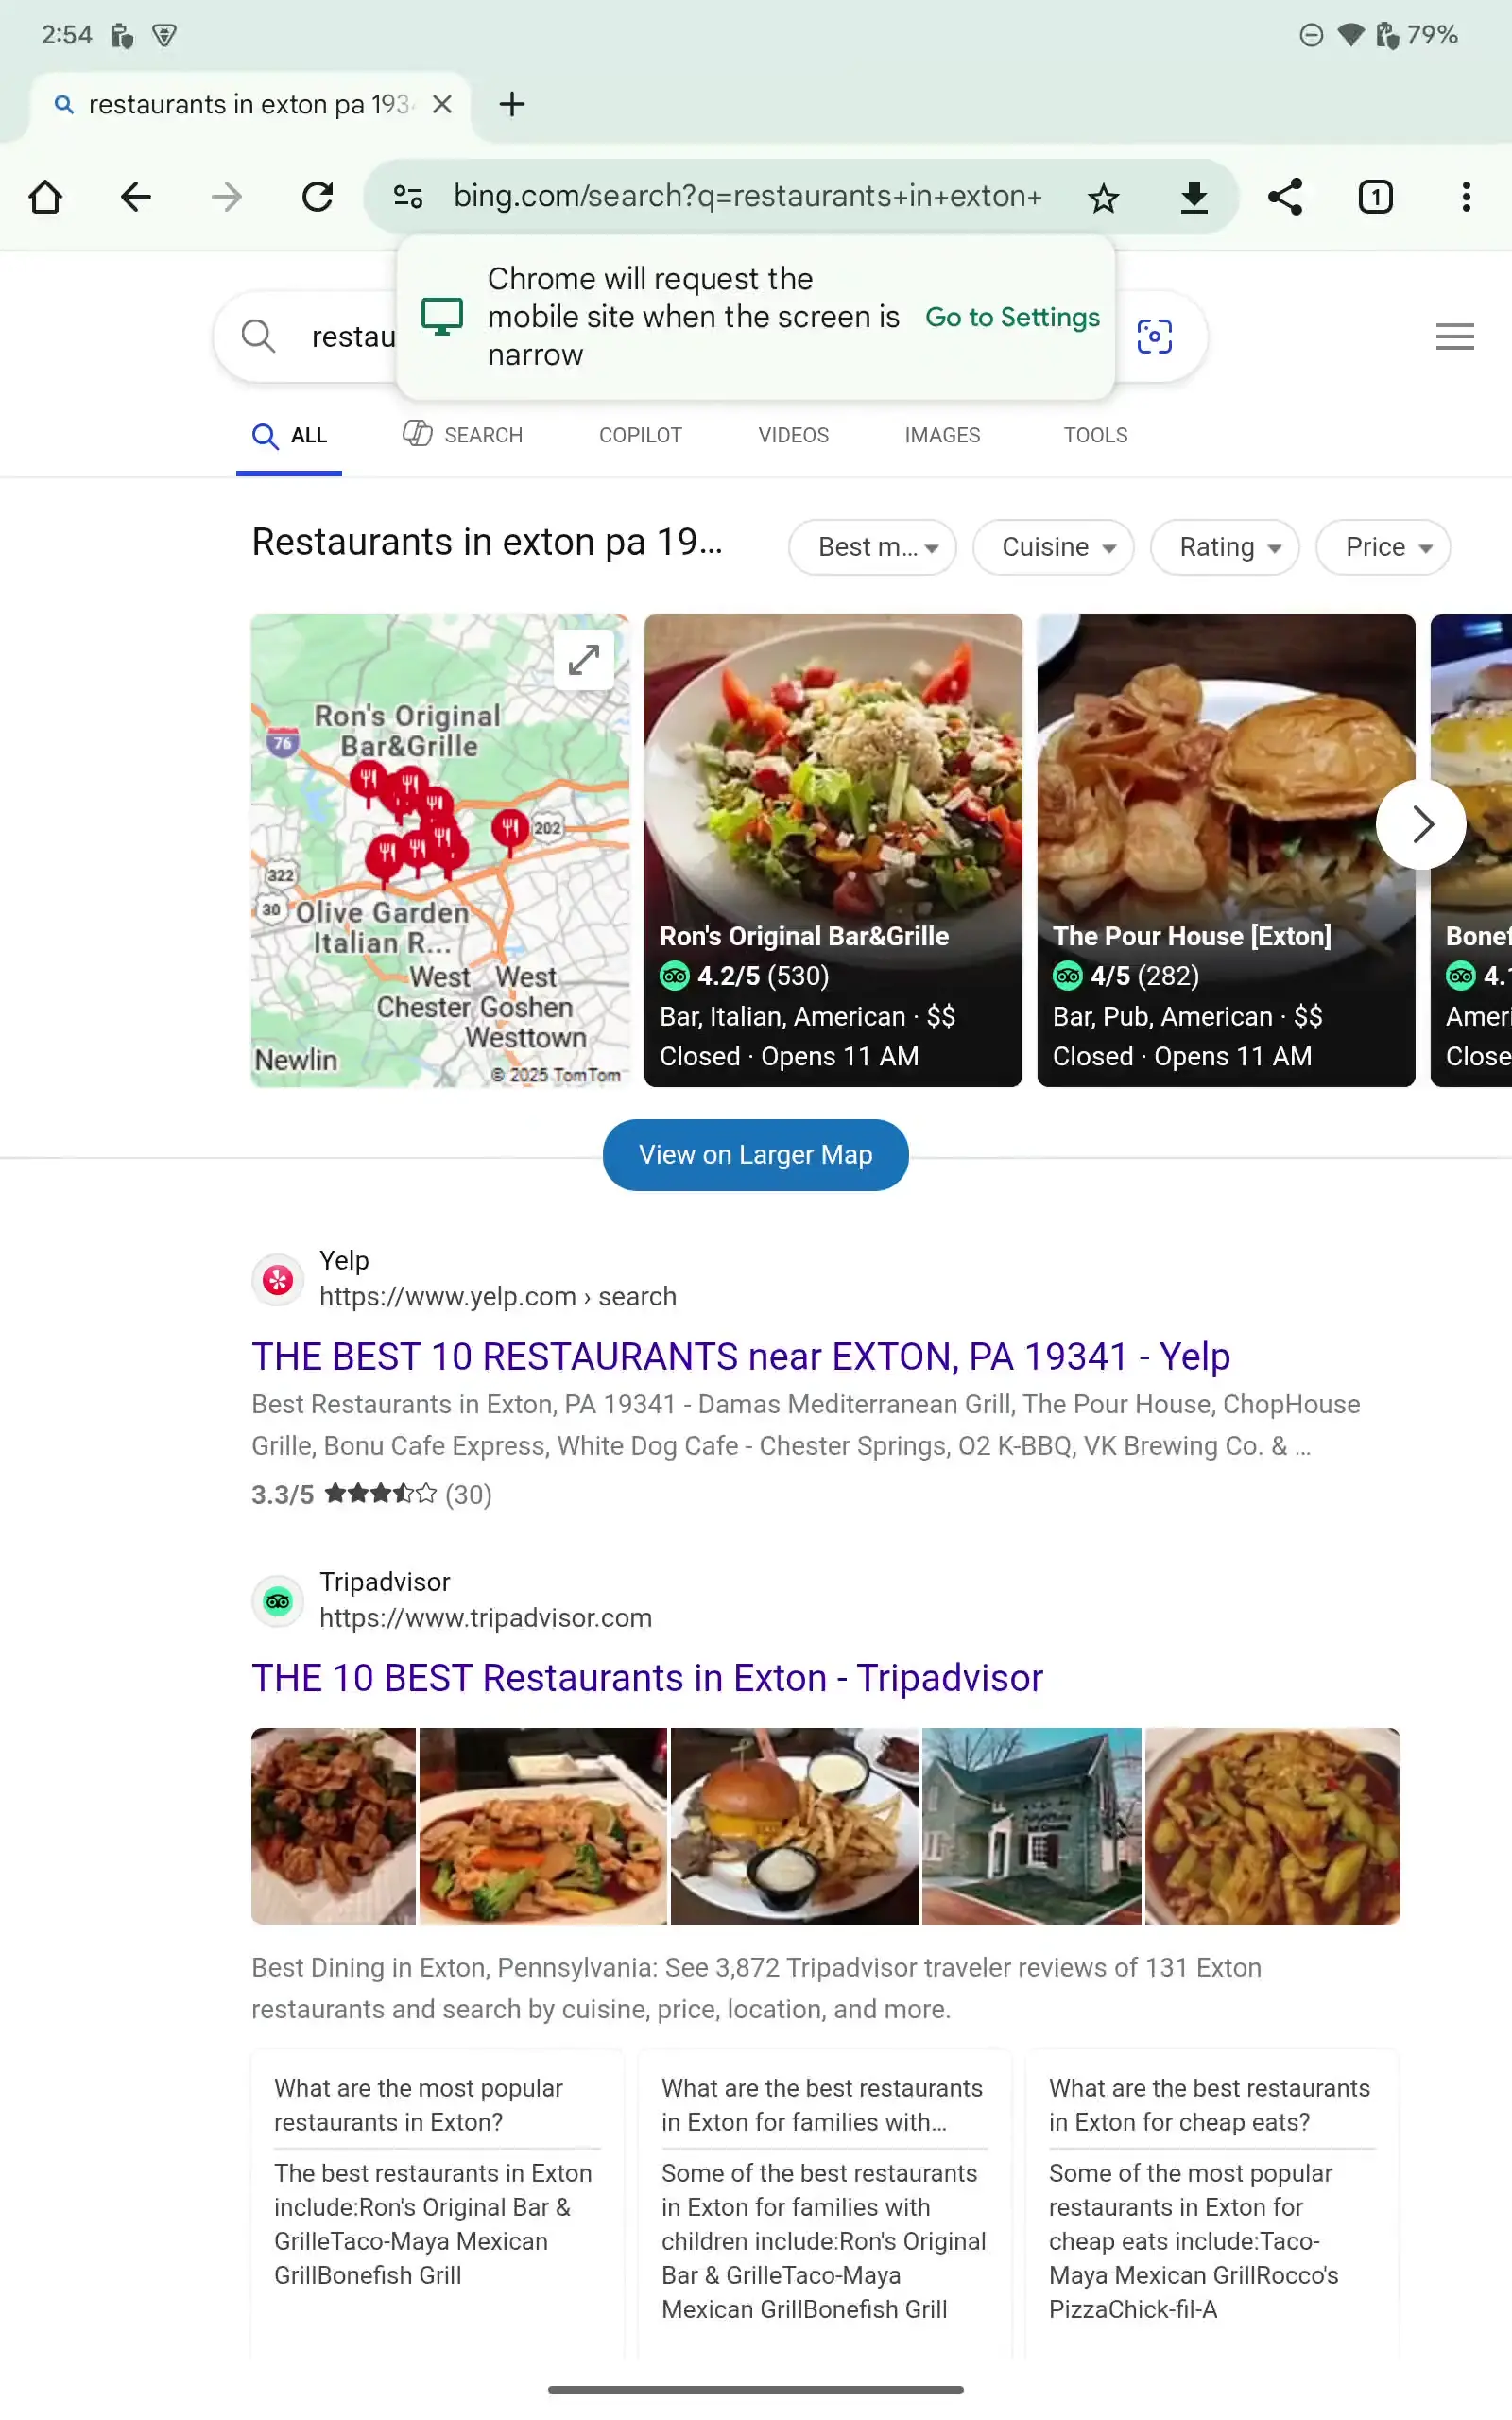 2:54
79%
restaurants in exton pa 193
bing.com/search?q=restaurants+in+exton+
1
Chrome will request the
mobile site when the screen is
narrow
Go to Settings
restau
ALL
SEARCH
COPILOT
VIDEOS
IMAGES
TOOLS
Restaurants in exton pa 19...
Best m...
Cuisine
Rating
Price
Ron's Original
Bar&Grille
76
202
322
30
Olive Garden
Italian R...
West West
Chester Goshen
Westtown
Newlin
© 2025 TomTom
Ron's Original Bar&Grille
4.2/5 (530)
Bar, Italian, American · $$
Closed · Opens 11 AM
The Pour House [Exton]
4/5 (282)
Bar, Pub, American · $$
Closed · Opens 11 AM
Bonef
4.
Ameri
Close
View on Larger Map
Yelp
https://www.yelp.com › search
THE BEST 10 RESTAURANTS near EXTON, PA 19341 - Yelp
Best Restaurants in Exton, PA 19341 - Damas Mediterranean Grill, The Pour House, ChopHouse
Grille, Bonu Cafe Express, White Dog Cafe - Chester Springs, O2 K-BBQ, VK Brewing Co. & ...
3.3/5 (30)
Tripadvisor
https://www.tripadvisor.com
THE 10 BEST Restaurants in Exton - Tripadvisor
Best Dining in Exton, Pennsylvania: See 3,872 Tripadvisor traveler reviews of 131 Exton
restaurants and search by cuisine, price, location, and more.
What are the most popular
restaurants in Exton?
The best restaurants in Exton
include:Ron's Original Bar &
GrilleTaco-Maya Mexican
GrillBonefish Grill
What are the best restaurants
in Exton for families with...
Some of the best restaurants
in Exton for families with
children include:Ron's Original
Bar & GrilleTaco-Maya
Mexican GrillBonefish Grill
What are the best restaurants
in Exton for cheap eats?
Some of the most popular
restaurants in Exton for
cheap eats include:Taco-
Maya Mexican GrillRocco's
PizzaChick-fil-A